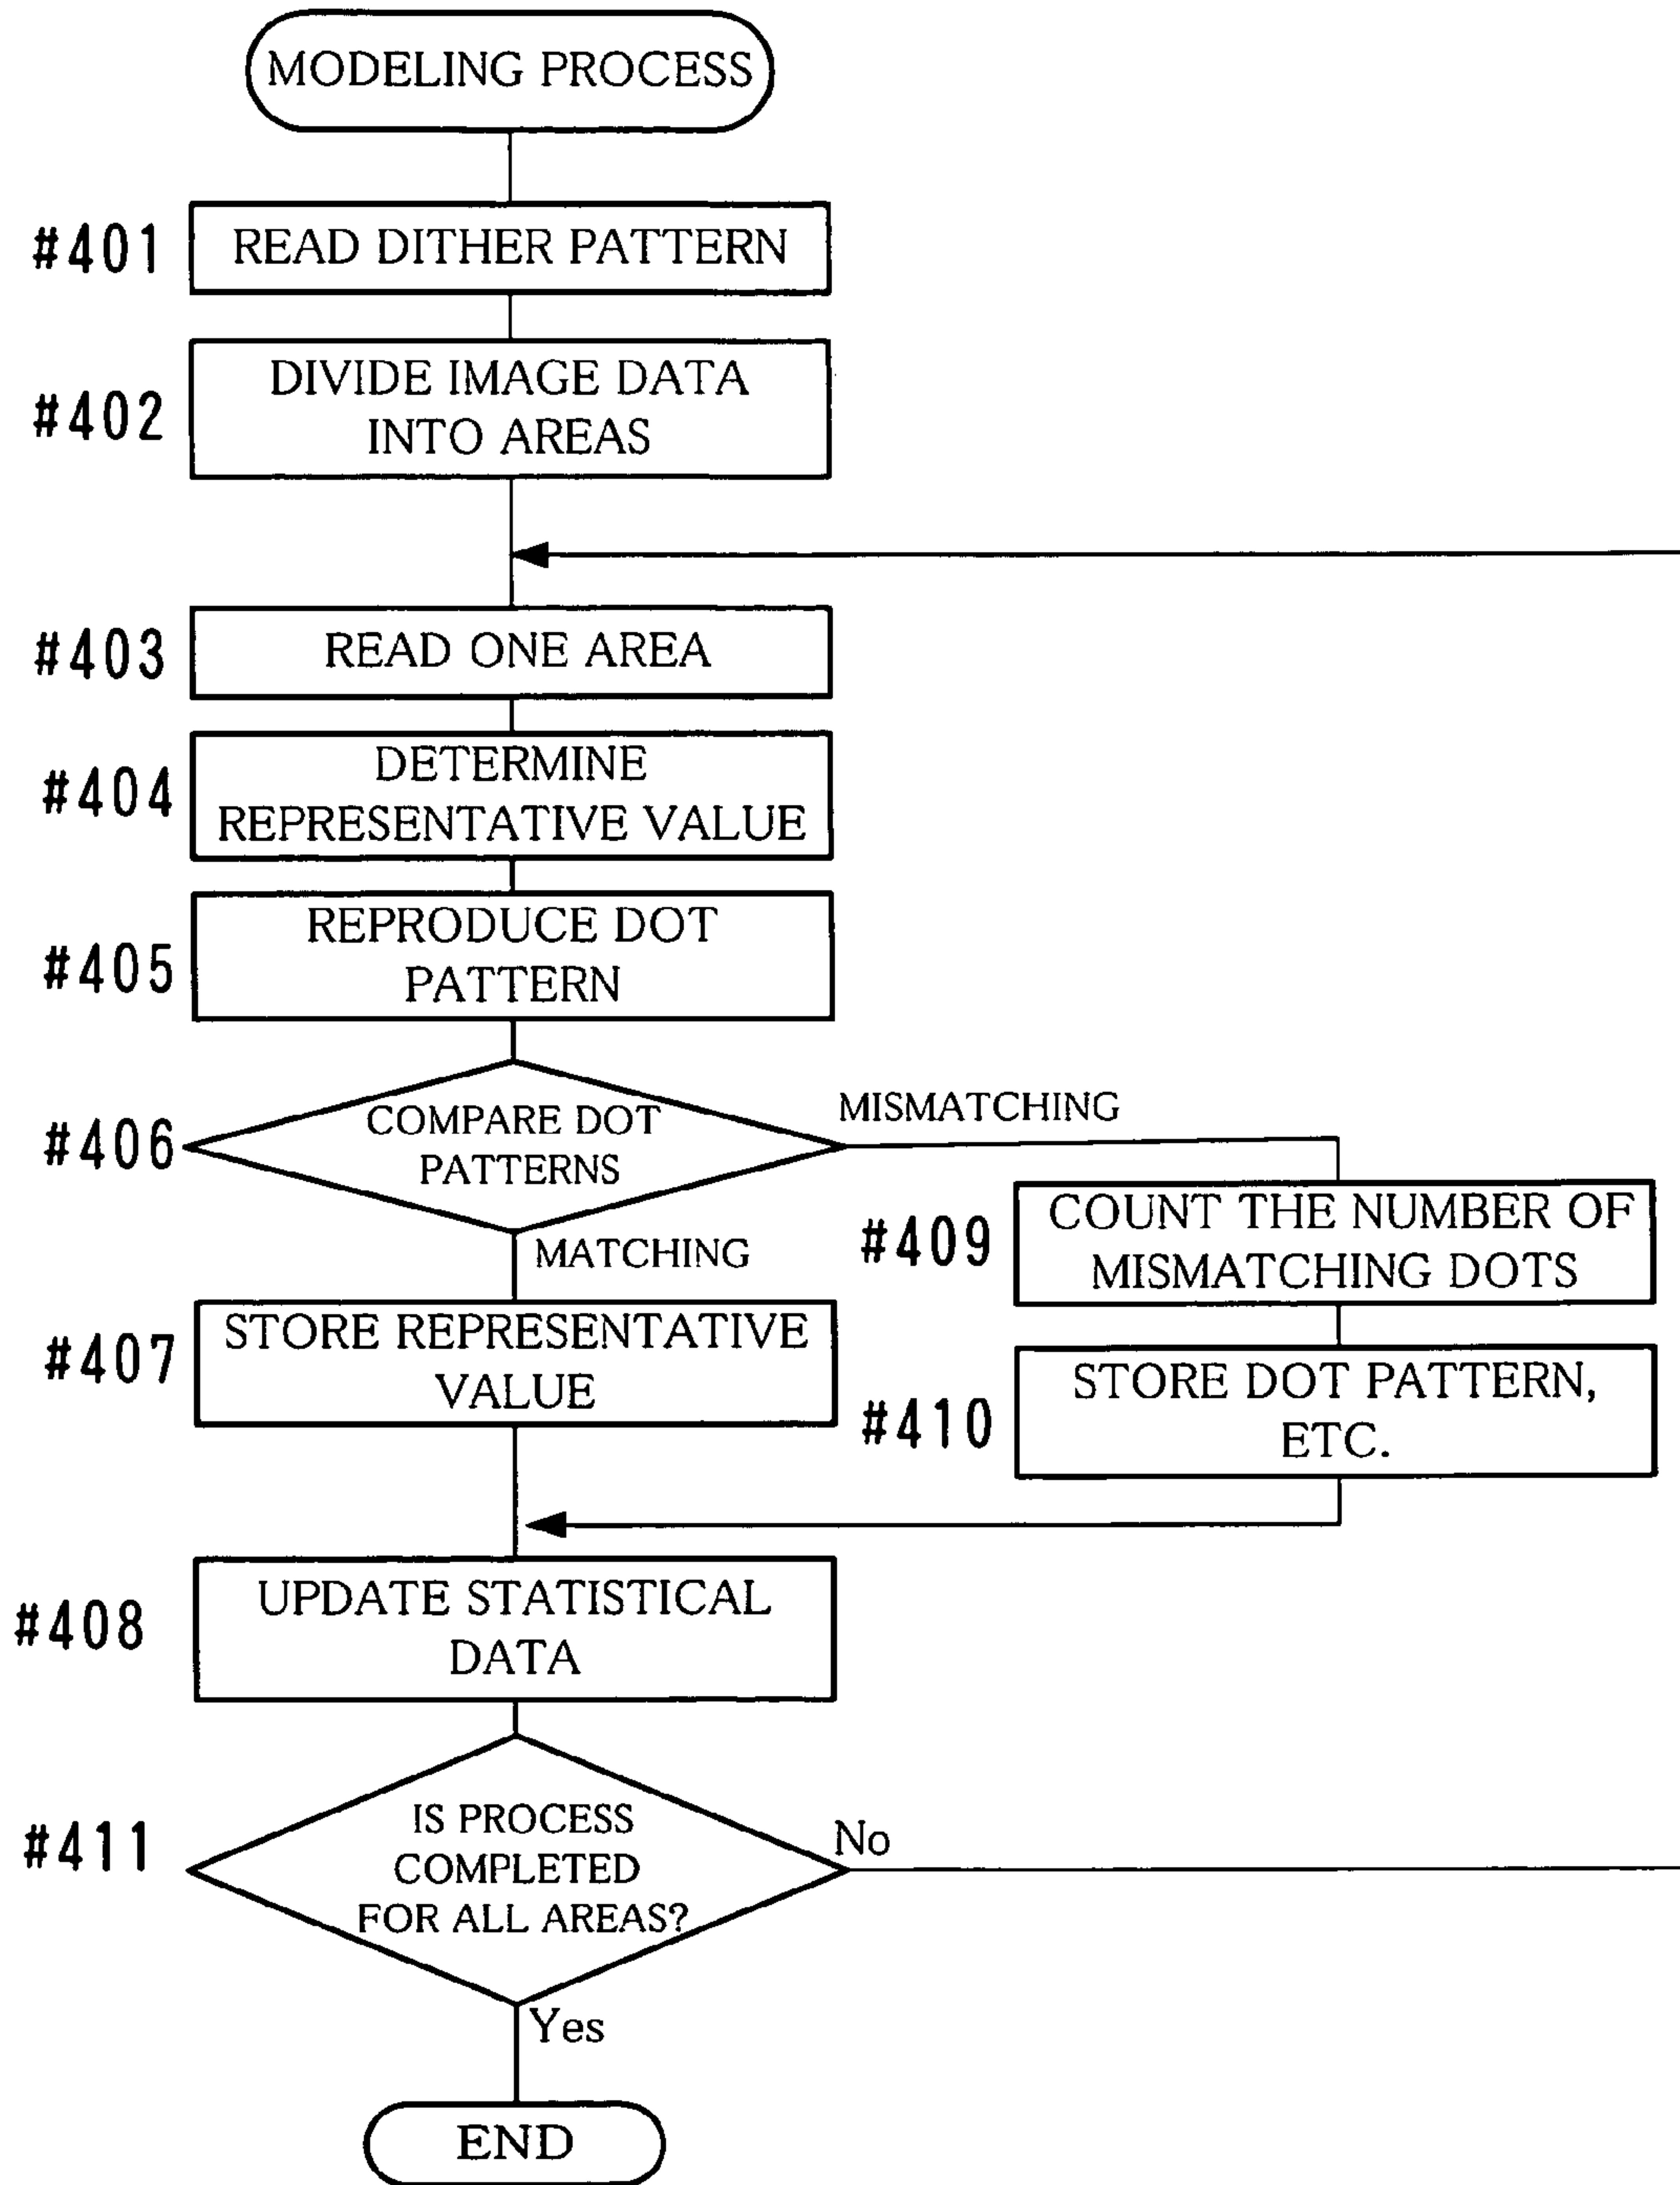 MODELING PROCESS
#401
READ DITHER PATTERN
#402
DIVIDE IMAGE DATA
INTO AREAS
#403
READ ONE AREA
#404
DETERMINE
REPRESENTATIVE VALUE
#405
REPRODUCE DOT
PATTERN
#406
COMPARE DOT
PATTERNS
MISMATCHING
MATCHING
#409
COUNT THE NUMBER OF
MISMATCHING DOTS
#407
STORE REPRESENTATIVE
VALUE
#410
STORE DOT PATTERN,
ETC.
#408
UPDATE STATISTICAL
DATA
#411
IS PROCESS
COMPLETED
FOR ALL AREAS?
No
Yes
END